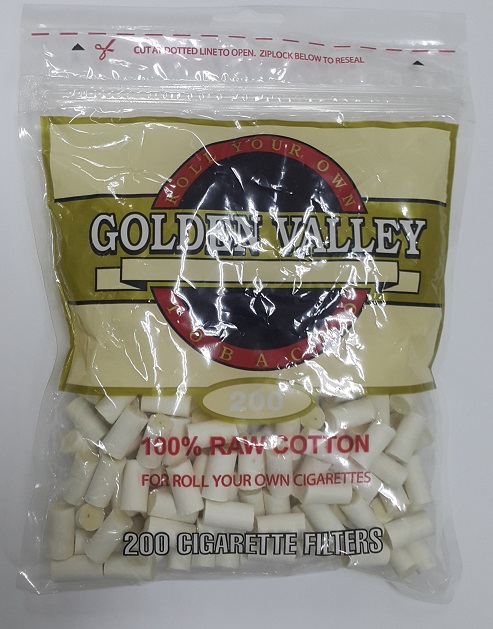 CUT AT DOTTED LINE TO OPEN. ZIPLOCK BELOW TO RESEAL
ROLL YOUR OWN
GOLDEN VALLEY
TOBACCO
200
100% RAW COTTON
FOR ROLL YOUR OWN CIGARETTES
200 CIGARETTE FILTERS